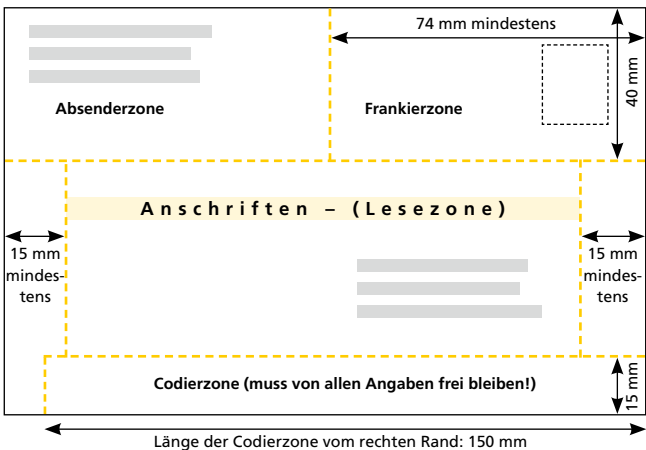 74 mm mindestens
40 mm
Absenderzone
Frankierzone
Anschriften – (Lesezone)
15 mm
mindes-
tens
15 mm
mindes-
tens
Codierzone (muss von allen Angaben frei bleiben!)
15 mm
Länge der Codierzone vom rechten Rand: 150 mm